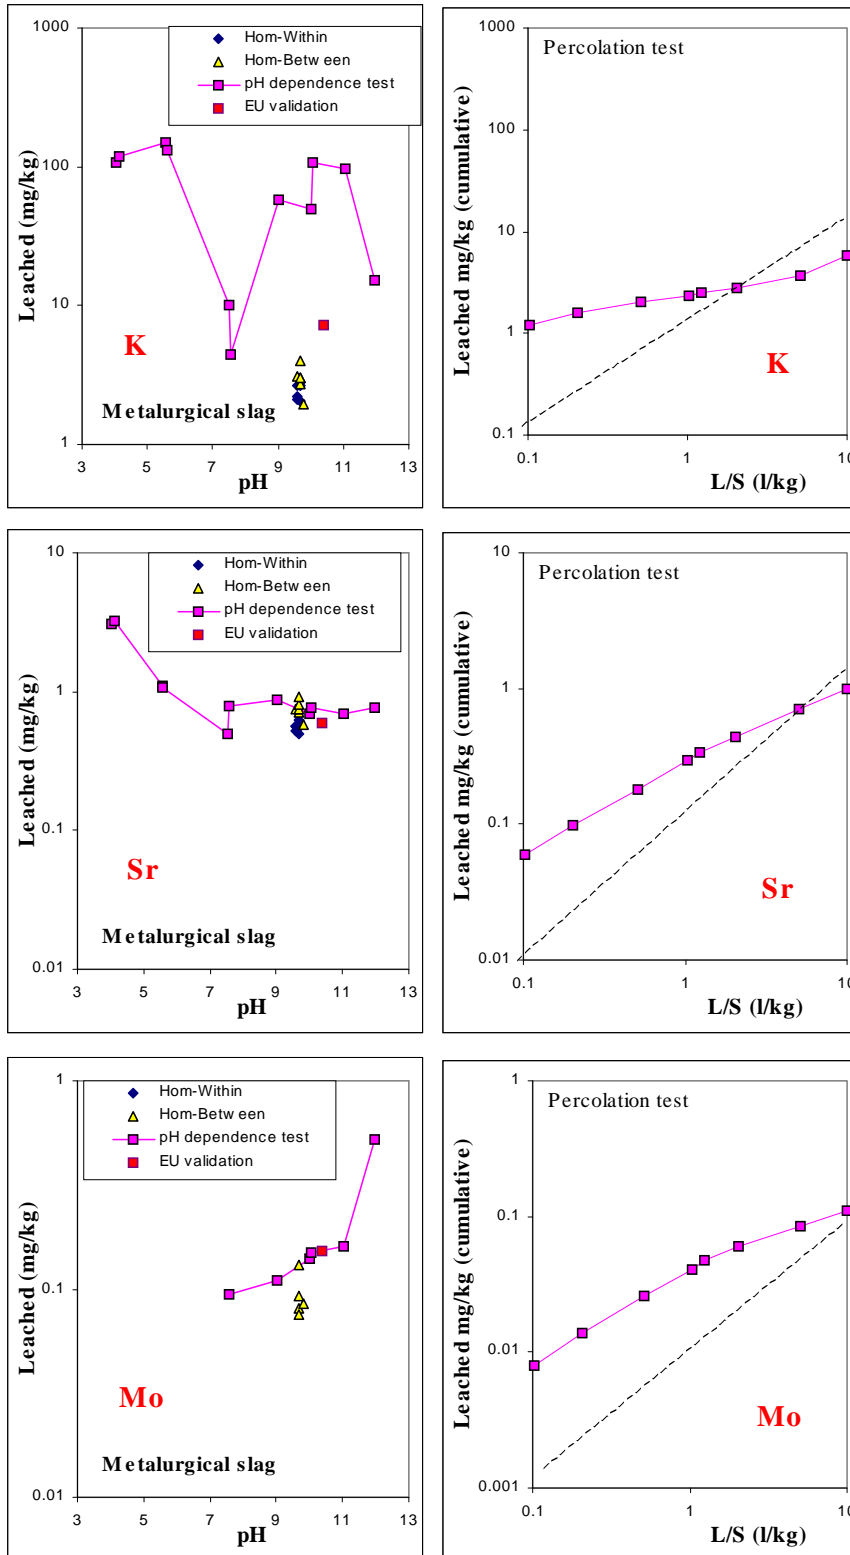 1000
100
10
1
Leached (mg/kg)
Hom-Within
Hom-Betw een
pH dependence test
EU validation
K
Metalurgical slag
3 5 7 9 11 13
pH
Percolation test
1000
100
10
1
0.1
Leached mg/kg (cumulative)
K
0.1 1 10
L/S (l/kg)
10
1
0.1
0.01
Leached (mg/kg)
Hom-Within
Hom-Betw een
pH dependence test
EU validation
Sr
Metalurgical slag
3 5 7 9 11 13
pH
Percolation test
10
1
0.1
0.01
Leached mg/kg (cumulative)
Sr
0.1 1 10
L/S (l/kg)
1
0.1
0.01
Leached (mg/kg)
Hom-Within
Hom-Betw een
pH dependence test
EU validation
Mo
Metalurgical slag
3 5 7 9 11 13
pH
Percolation test
1
0.1
0.01
0.001
Leached mg/kg (cumulative)
Mo
0.1 1 10
L/S (l/kg)